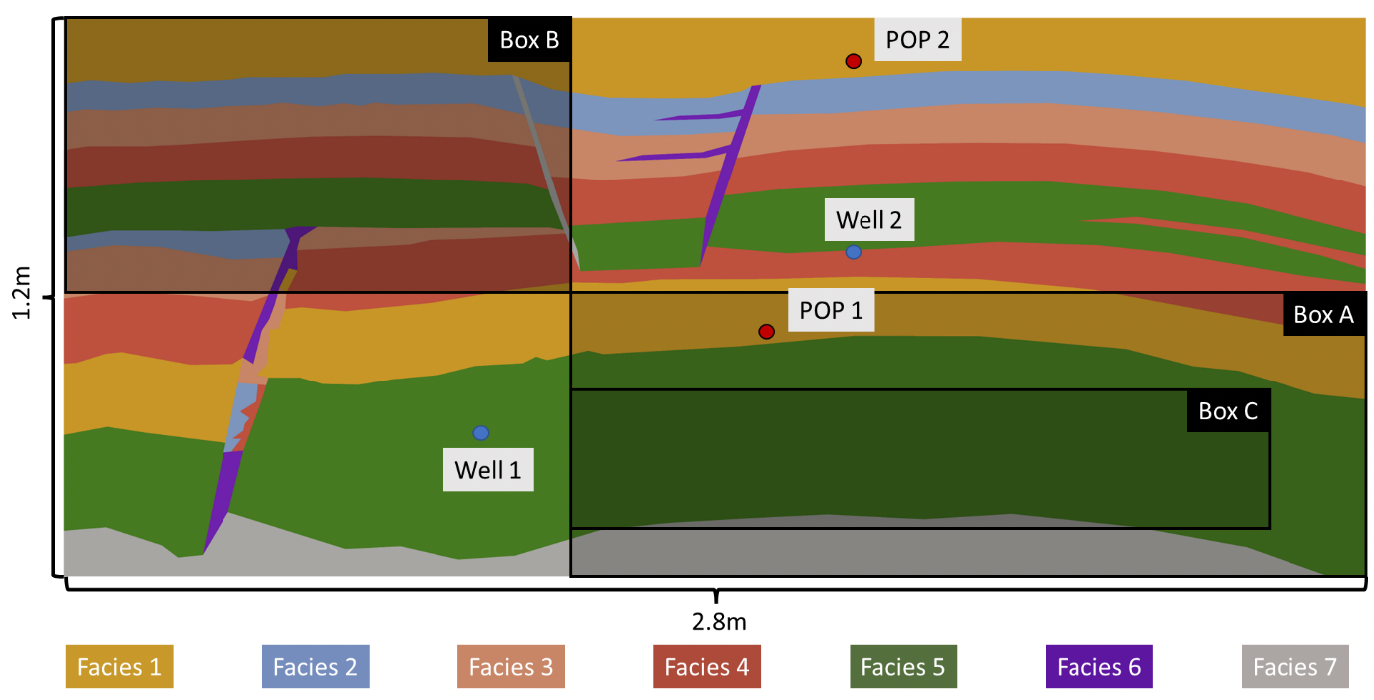 Box B
POP 2
Well 2
1.2m
POP 1
Box A
Box C
Well 1
2.8m
Facies 1
Facies 2
Facies 3
Facies 4
Facies 5
Facies 6
Facies 7